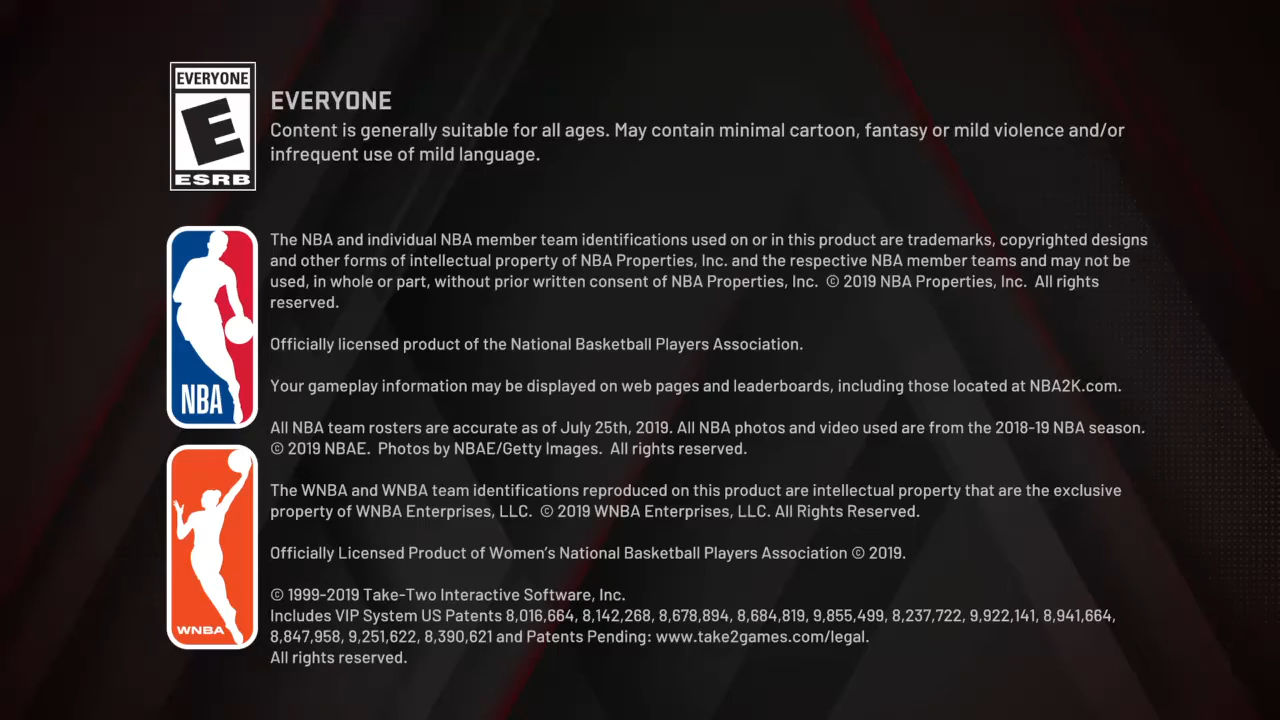 EVERYONE
E
ESRB
EVERYONE
Content is generally suitable for all ages. May contain minimal cartoon, fantasy or mild violence and/or
infrequent use of mild language.
The NBA and individual NBA member team identifications used on or in this product are trademarks, copyrighted designs
and other forms of intellectual property of NBA Properties, Inc. and the respective NBA member teams and may not be
used, in whole or part, without prior written consent of NBA Properties, Inc.  © 2019 NBA Properties, Inc.  All rights
reserved.
Officially licensed product of the National Basketball Players Association.
Your gameplay information may be displayed on web pages and leaderboards, including those located at NBA2K.com.
NBA
All NBA team rosters are accurate as of July 25th, 2019. All NBA photos and video used are from the 2018-19 NBA season.
© 2019 NBAE.  Photos by NBAE/Getty Images.  All rights reserved.
The WNBA and WNBA team identifications reproduced on this product are intellectual property that are the exclusive
property of WNBA Enterprises, LLC.  © 2019 WNBA Enterprises, LLC. All Rights Reserved.
Officially Licensed Product of Women’s National Basketball Players Association © 2019.
© 1999-2019 Take-Two Interactive Software, Inc.
Includes VIP System US Patents 8,016,664, 8,142,268, 8,678,894, 8,684,819, 9,855,499, 8,237,722, 9,922,141, 8,941,664,
WNBA
8,847,958, 9,251,622, 8,390,621 and Patents Pending: www.take2games.com/legal.
All rights reserved.